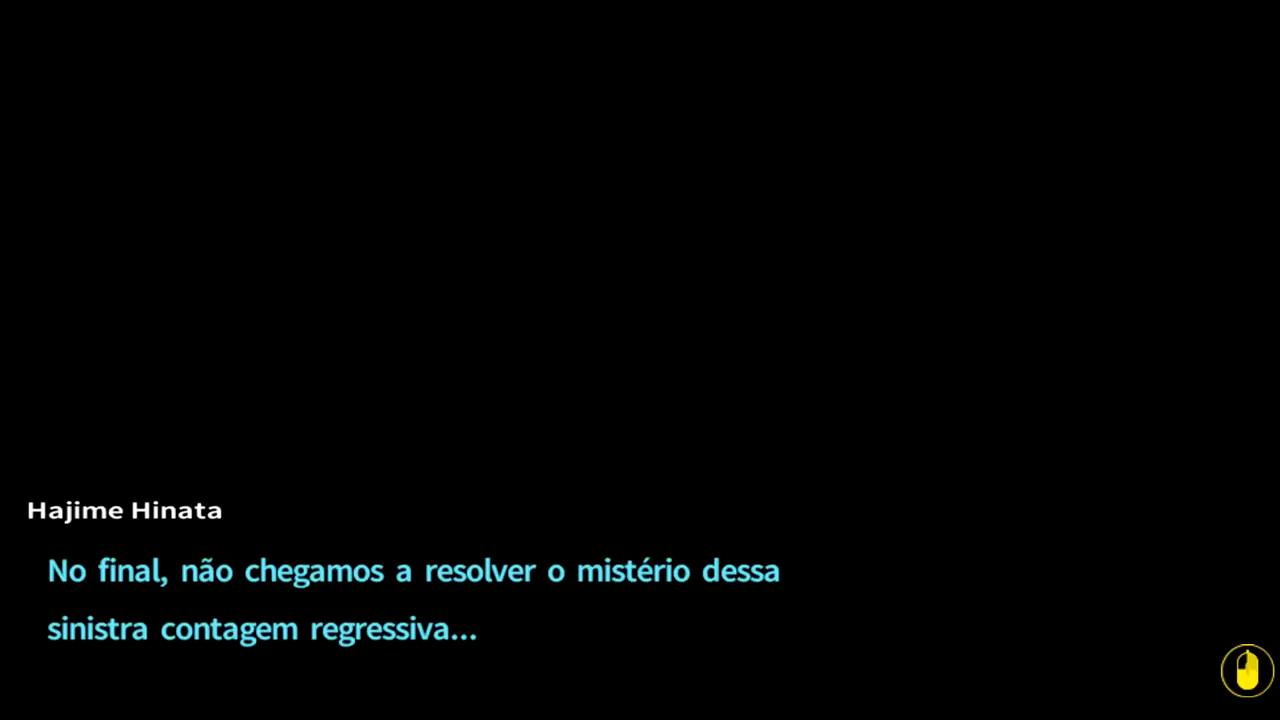 Hajime Hinata
No final, não chegamos a resolver o mistério dessa
sinistra contagem regressiva...